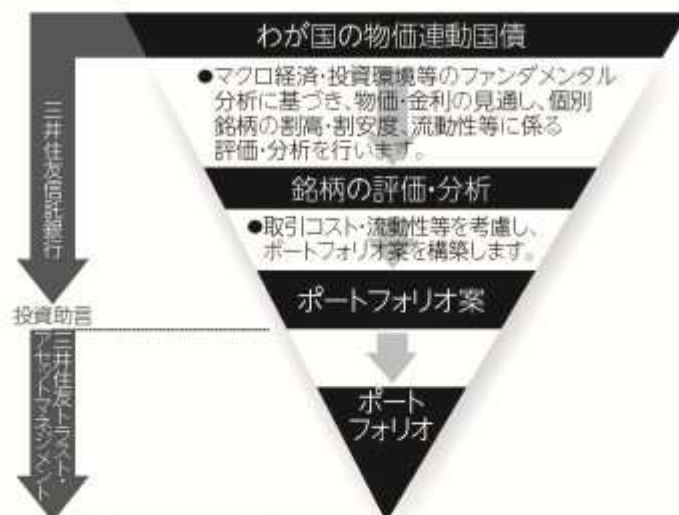 わが国の物価連動国債
●マクロ経済・投資環境等のファンダメンタル
分析に基づき、物価・金利の見通し、個別
銘柄の割高・割安度、流動性等に係る
評価・分析を行います。
銘柄の評価・分析
●取引コスト・流動性等を考慮し、
ポートフォリオ案を構築します。
ポートフォリオ案
ポート
フォリオ
三井住友信託銀行
投資助言
三井住友トラスト・
アセットマネジメント